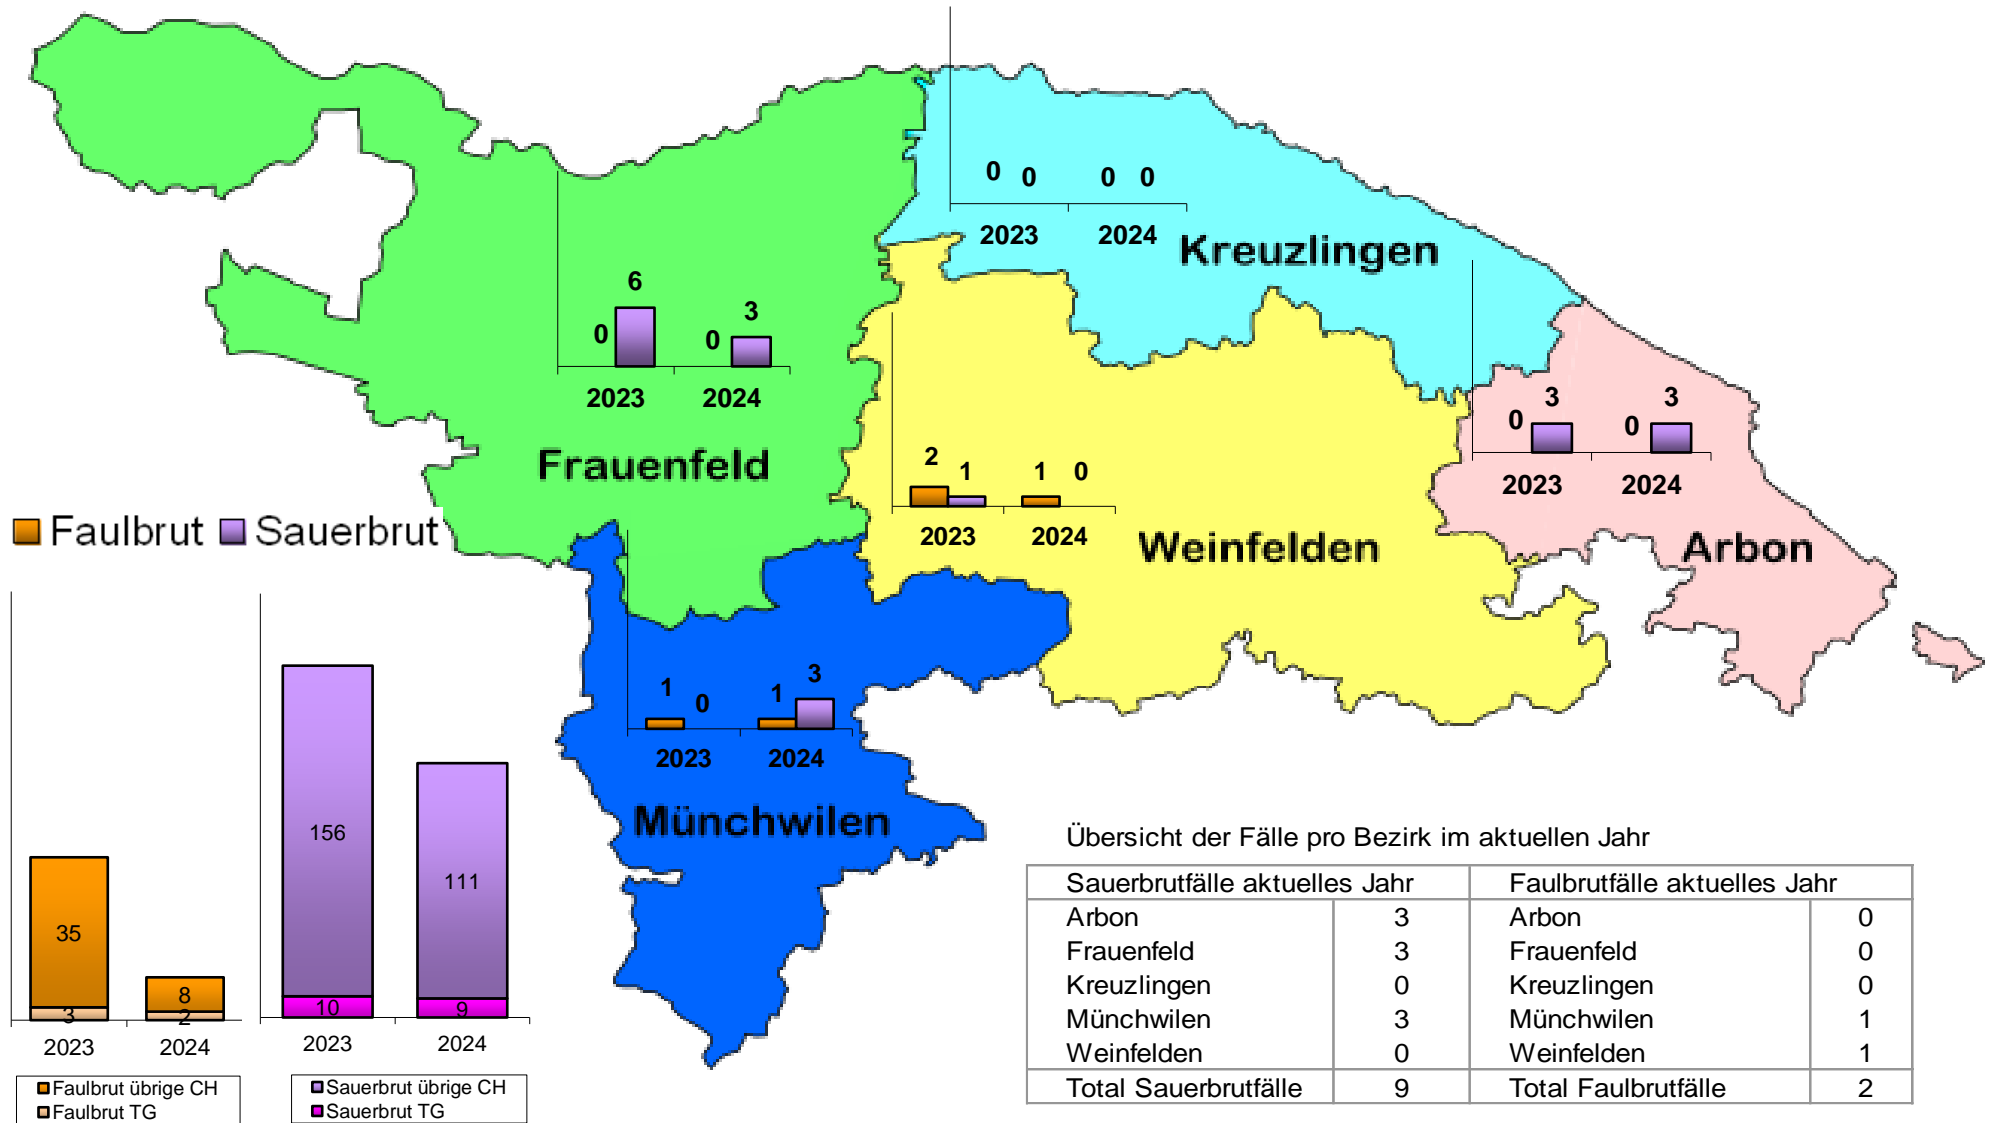 0 0 0 0
2023 2024
Kreuzlingen
6
0
3
0
2023 2024
Frauenfeld
0 3 0 3
2023 2024
Arbon
2 1 1 0
2023 2024
Weinfelden
Faulbrut Sauerbrut
1 0 1 3
2023 2024
Münchwilen
35
3
8
2
2023 2024
Faulbrut übrige CH
Faulbrut TG
156
10
111
9
2023 2024
Sauerbrut übrige CH
Sauerbrut TG
Übersicht der Fälle pro Bezirk im aktuellen Jahr
Sauerbrutfälle aktuelles Jahr Faulbrutfälle aktuelles Jahr
Arbon 3 Arbon 0
Frauenfeld 3 Frauenfeld 0
Kreuzlingen 0 Kreuzlingen 0
Münchwilen 3 Münchwilen 1
Weinfelden 0 Weinfelden 1
Total Sauerbrutfälle 9 Total Faulbrutfälle 2